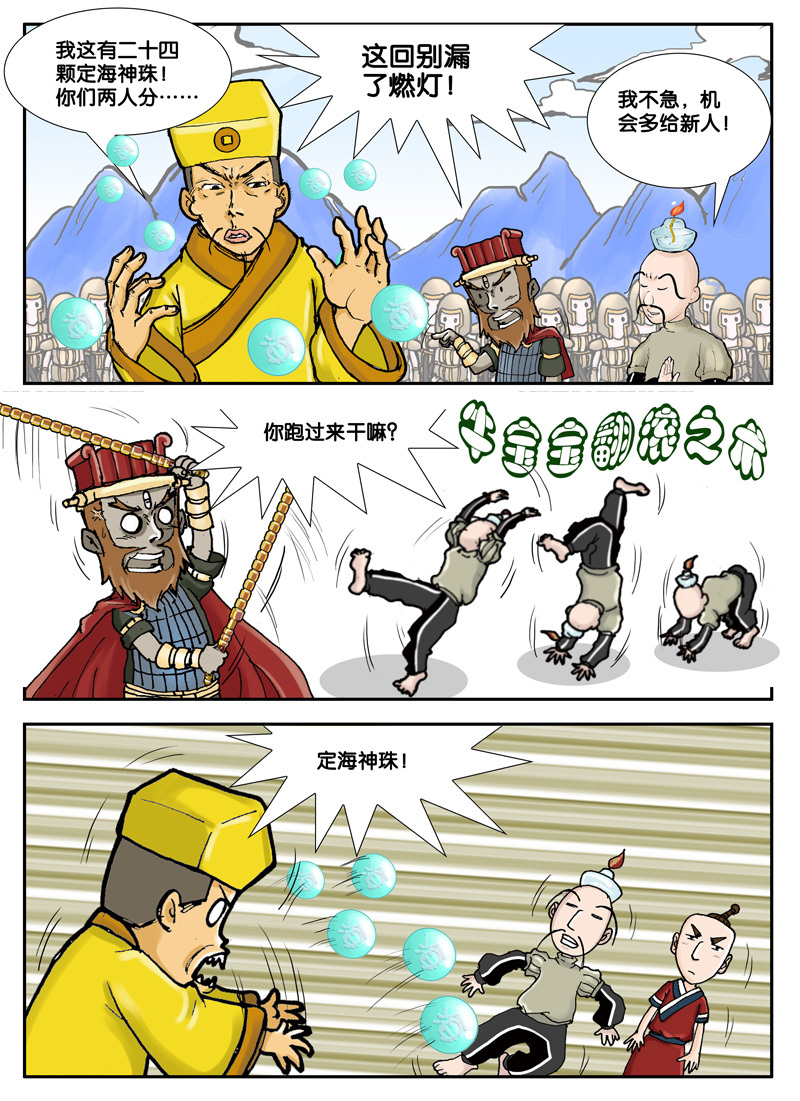 我这有二十四
颗定海神珠！
你们两人分……
这回别漏
了燃灯！
我不急，机
会多给新人！
你跑过来干嘛？
牛宝宝翻滚之术
定海神珠！